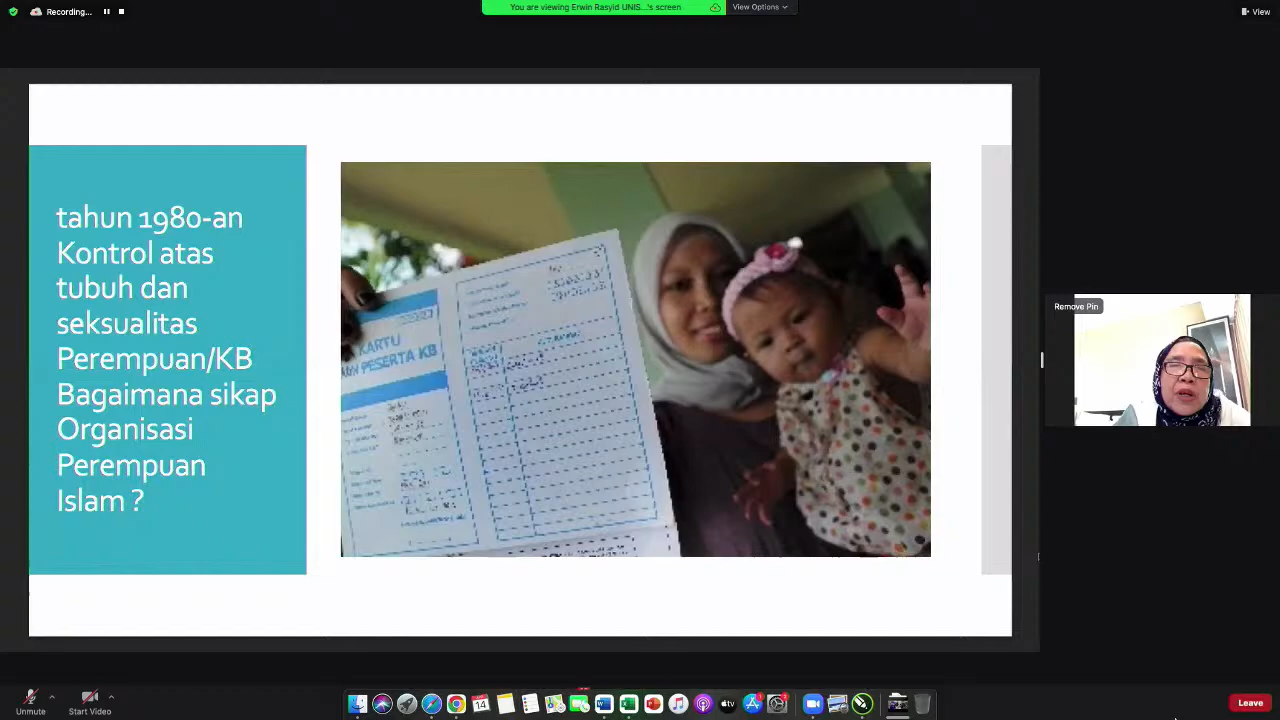 Recording...
You are viewing Erwin Rasyid UNIS...'s screen
View Options
View
tahun 1980-an
Kontrol atas
tubuh dan
seksualitas
Perempuan/KB
Bagaimana sikap
Organisasi
Perempuan
Islam ?
KARTU
PESERTA KB
Remove Pin
Unmute
Start Video
14
Leave